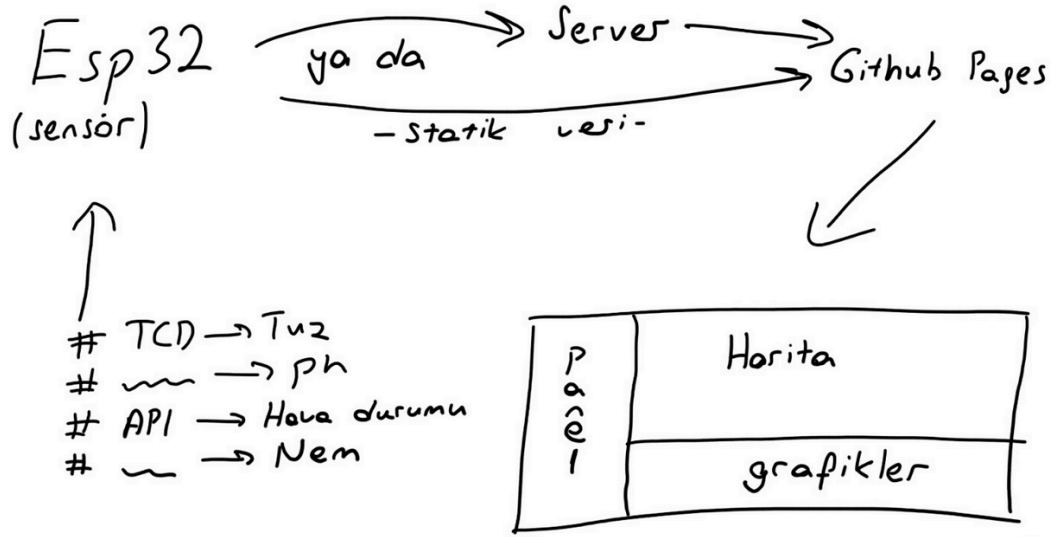 Esp32
(sensör)
ya da
Server
Github Pages
- Statik veri -
# TCD → Tuz
# → ph
# API → Hava durumu
# → Nem
Panel
Harita
grafikler